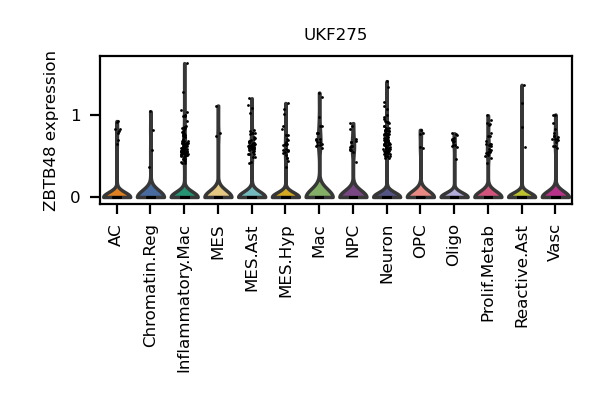 UKF275
ZBTB48 expression
1
0
AC
Chromatin.Reg
Inflammatory.Mac
MES
MES.Ast
MES.Hyp
Mac
NPC
Neuron
OPC
Oligo
Prolif.Metab
Reactive.Ast
Vasc